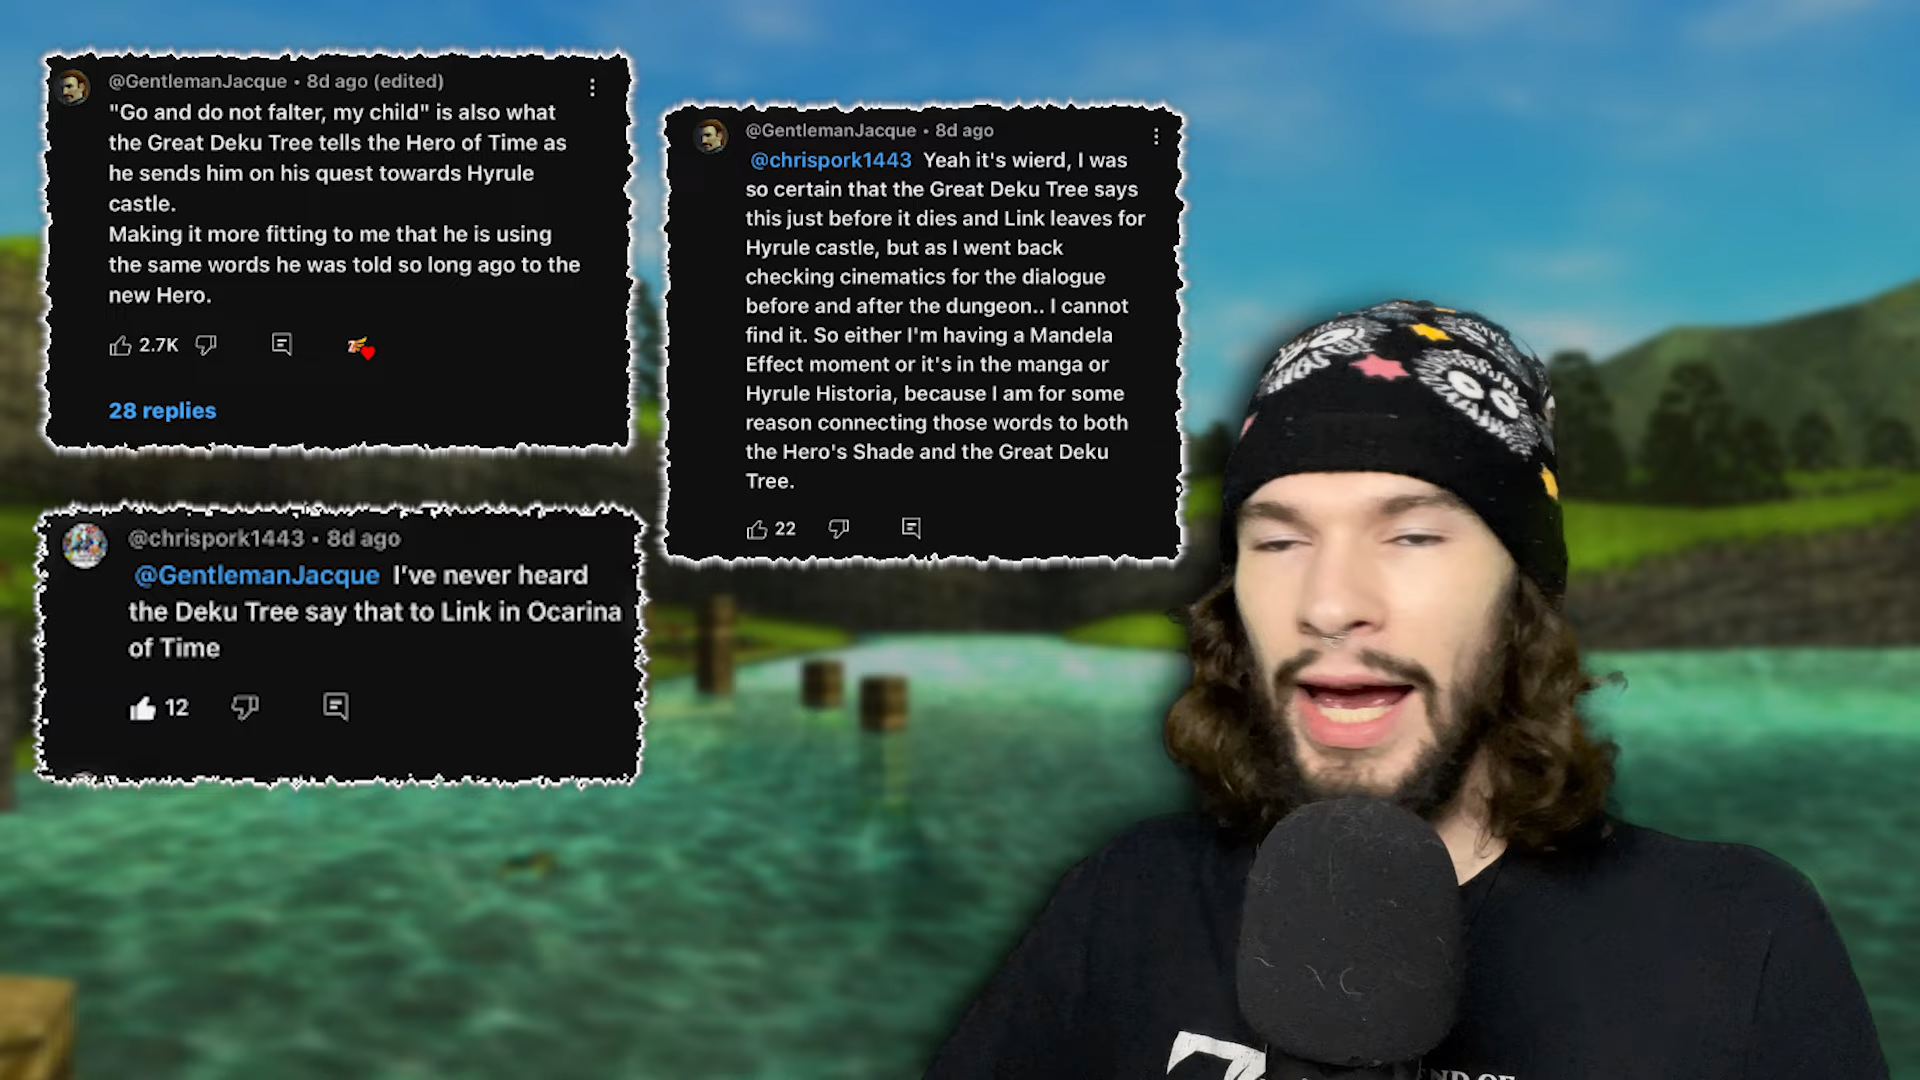 @GentlemanJacque • 8d ago (edited)
"Go and do not falter, my child" is also what
the Great Deku Tree tells the Hero of Time as
he sends him on his quest towards Hyrule
castle.
Making it more fitting to me that he is using
the same words he was told so long ago to the
new Hero.
2.7K
28 replies
@chrispork1443 • 8d ago
@GentlemanJacque I've never heard
the Deku Tree say that to Link in Ocarina
of Time
12
@GentlemanJacque • 8d ago
@chrispork1443 Yeah it's wierd, I was
so certain that the Great Deku Tree says
this just before it dies and Link leaves for
Hyrule castle, but as I went back
checking cinematics for the dialogue
before and after the dungeon.. I cannot
find it. So either I'm having a Mandela
Effect moment or it's in the manga or
Hyrule Historia, because I am for some
reason connecting those words to both
the Hero's Shade and the Great Deku
Tree.
22